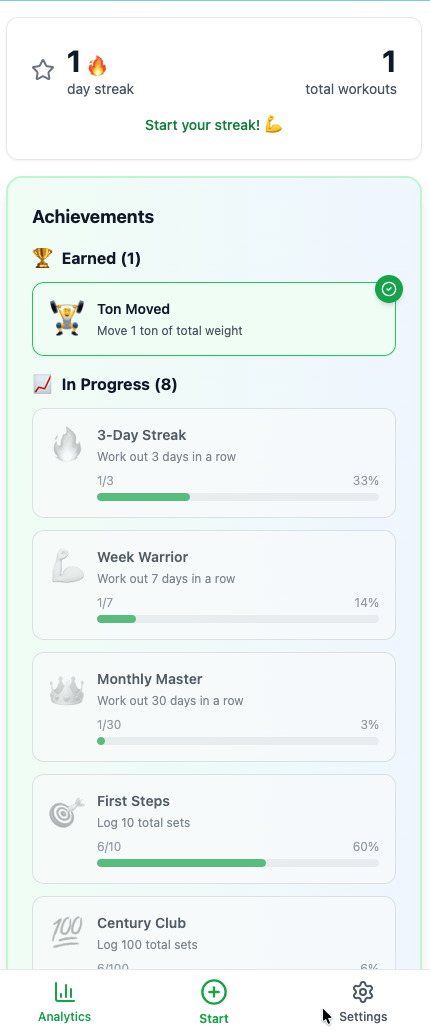 1 🔥 1
day streak total workouts
Start your streak! 💪
Achievements
🏆 Earned (1)
Ton Moved
Move 1 ton of total weight
📈 In Progress (8)
3-Day Streak
Work out 3 days in a row
1/3 33%
Week Warrior
Work out 7 days in a row
1/7 14%
Monthly Master
Work out 30 days in a row
1/30 3%
First Steps
Log 10 total sets
6/10 60%
💯 Century Club
Log 100 total sets
6/100 6%
Analytics Start Settings